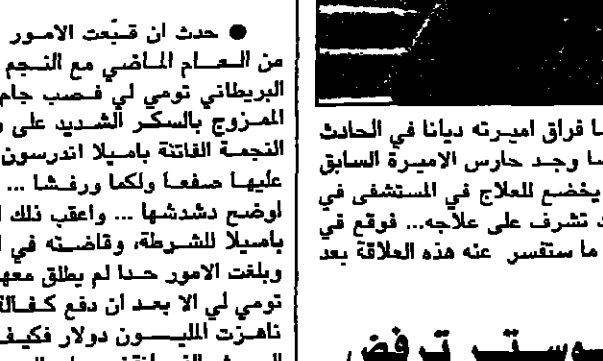 ● حدث ان قبّعت الامور
من العام الماضي مع النجم
البريطاني تومي لي فصب جام
الممزوج بالسكر الشديد على
النجمة الفاتنة باميلا اندرسون
عليها صفعا ولكما ورفشا ...
اوضح دشدشها ... واعقب ذلك
باميلا للشرطة، وقاضته في
وبلغت الامور حدا لم يطلق معه
تومي لي الا بعد ان دفع كفالة
ناهزت المليون دولار فكيف
فراق اميرته ديانا في الحادث
وجد حارس الاميرة السابق
يخضع للعلاج في المستشفى في
تشرف على علاجه... فوقع في
ما ستفسر عنه هذه العلاقة بعد
ـوستر ترفض